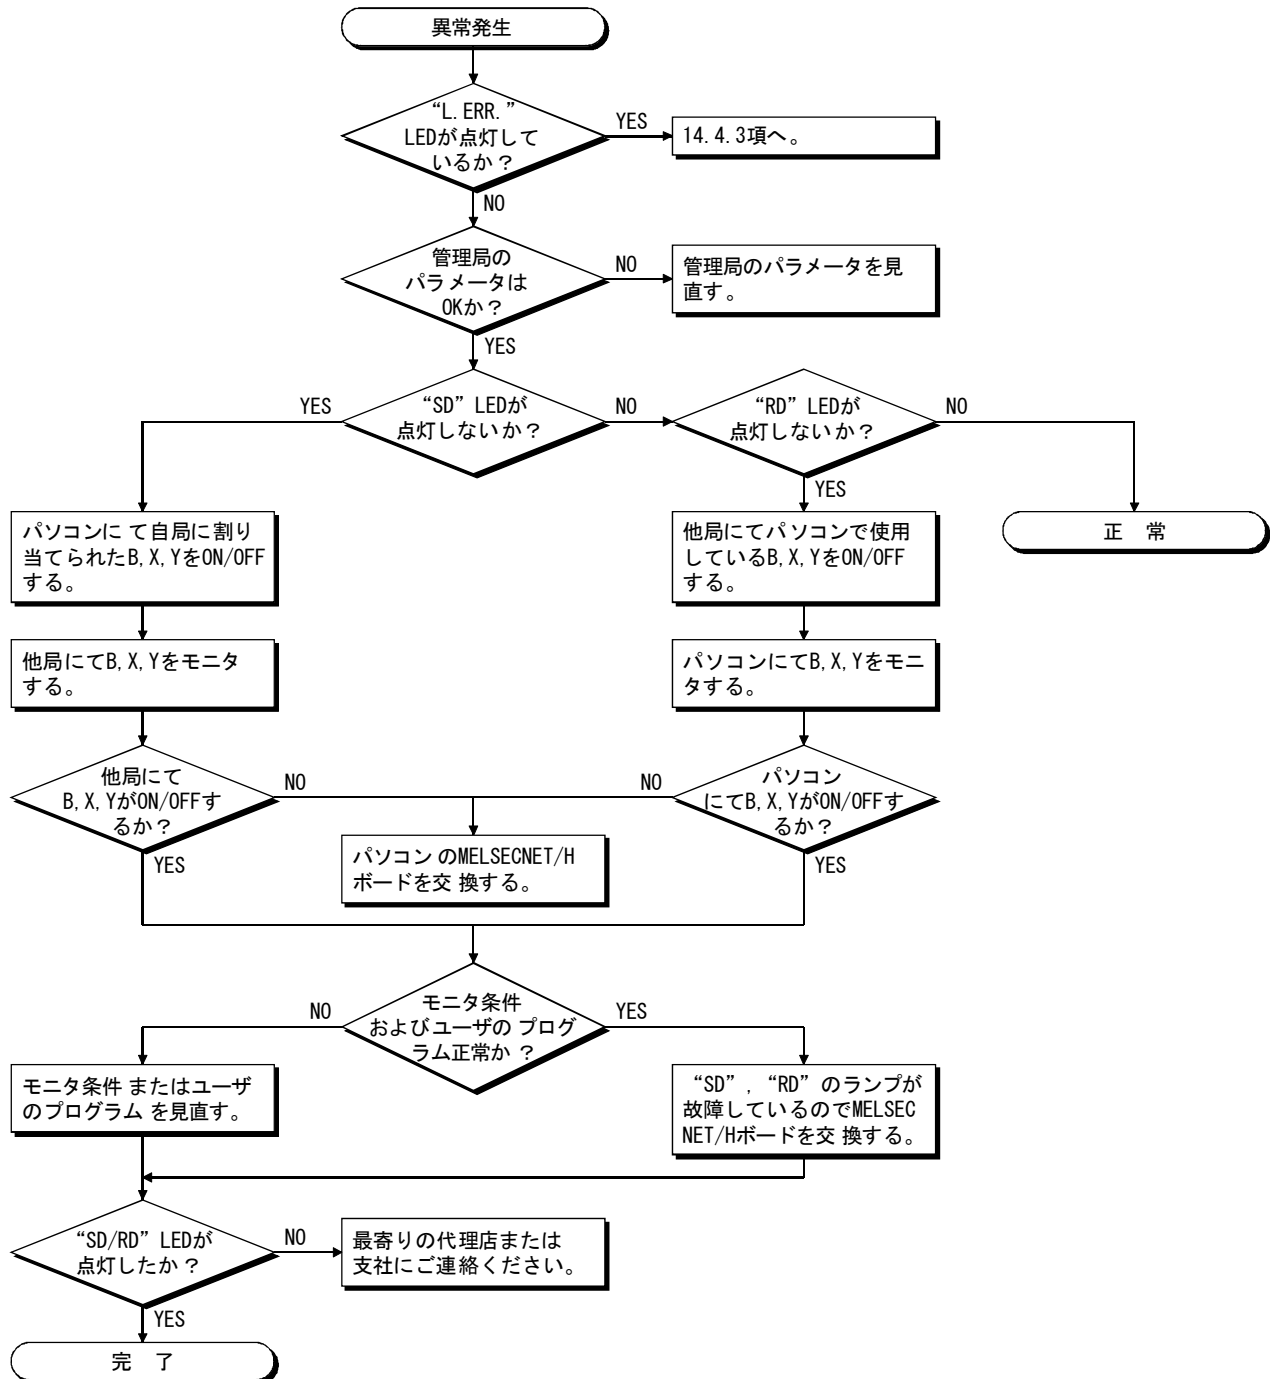 異常発生
“L.ERR.”
LEDが点灯して
いるか？
YES
14.4.3項へ。
NO
管理局の
パラメータは
OKか？
NO
管理局のパラメータを見
直す。
YES
“SD”LEDが
点灯しないか？
YES
NO
“RD”LEDが
点灯しないか？
NO
YES
正　常
パソコンにて自局に割り
当てられたB,X,YをON/OFF
する。
他局にてパソコンで使用
しているB,X,YをON/OFF
する。
他局にてB,X,Yをモニタ
する。
パソコンにてB,X,Yをモニ
タする。
他局にて
B,X,YがON/OFFす
るか？
NO
YES
NO
パソコン
にてB,X,YがON/OFFす
るか？
YES
パソコンのMELSECNET/H
ボードを交換する。
モニタ条件
およびユーザのプログ
ラム正常か？
NO
YES
モニタ条件またはユーザ
のプログラムを見直す。
“SD”,“RD”のランプが
故障しているのでMELSEC
NET/Hボードを交換する。
“SD/RD”LEDが
点灯したか？
NO
最寄りの代理店または
支社にご連絡ください。
YES
完　了